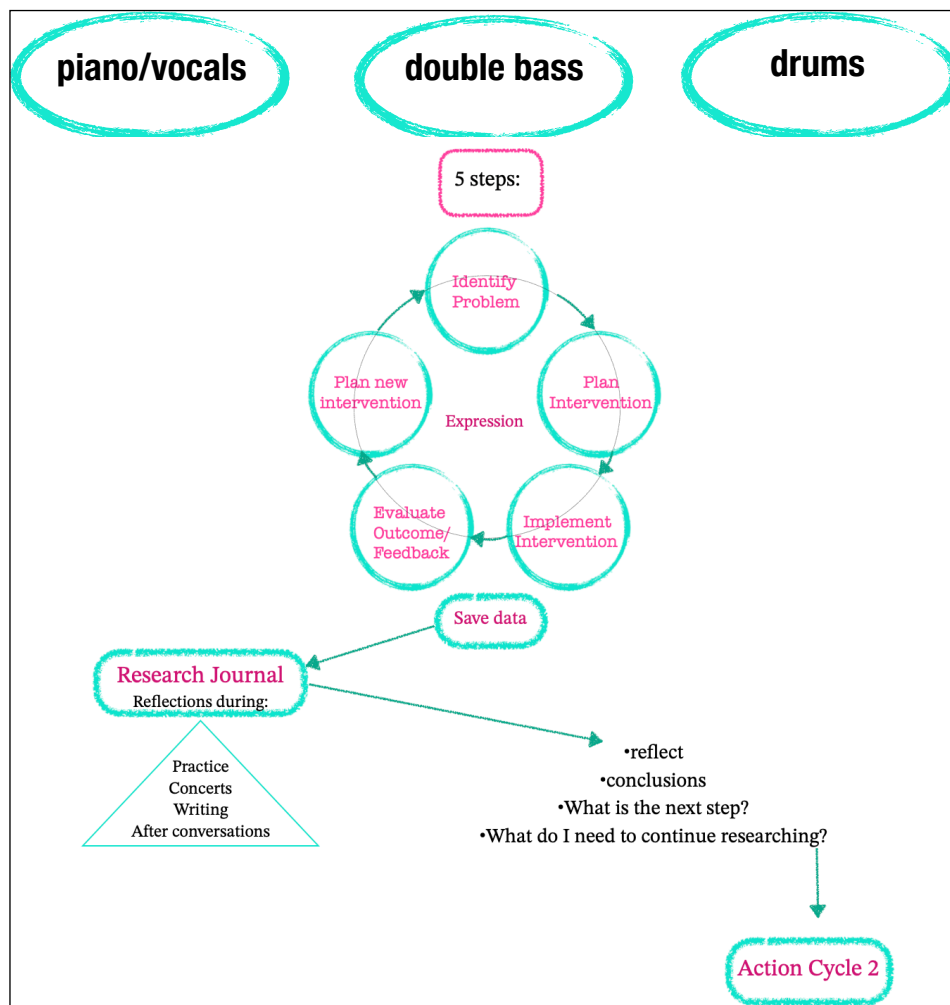 piano/vocals
double bass
drums
5 steps:
Identify
Problem
Plan
Intervention
Implement
Intervention
Evaluate
Outcome/
Feedback
Plan new
intervention
Expression
Save data
Research Journal
Reflections during:
Practice
Concerts
Writing
After conversations
•reflect
•conclusions
•What is the next step?
•What do I need to continue researching?
Action Cycle 2